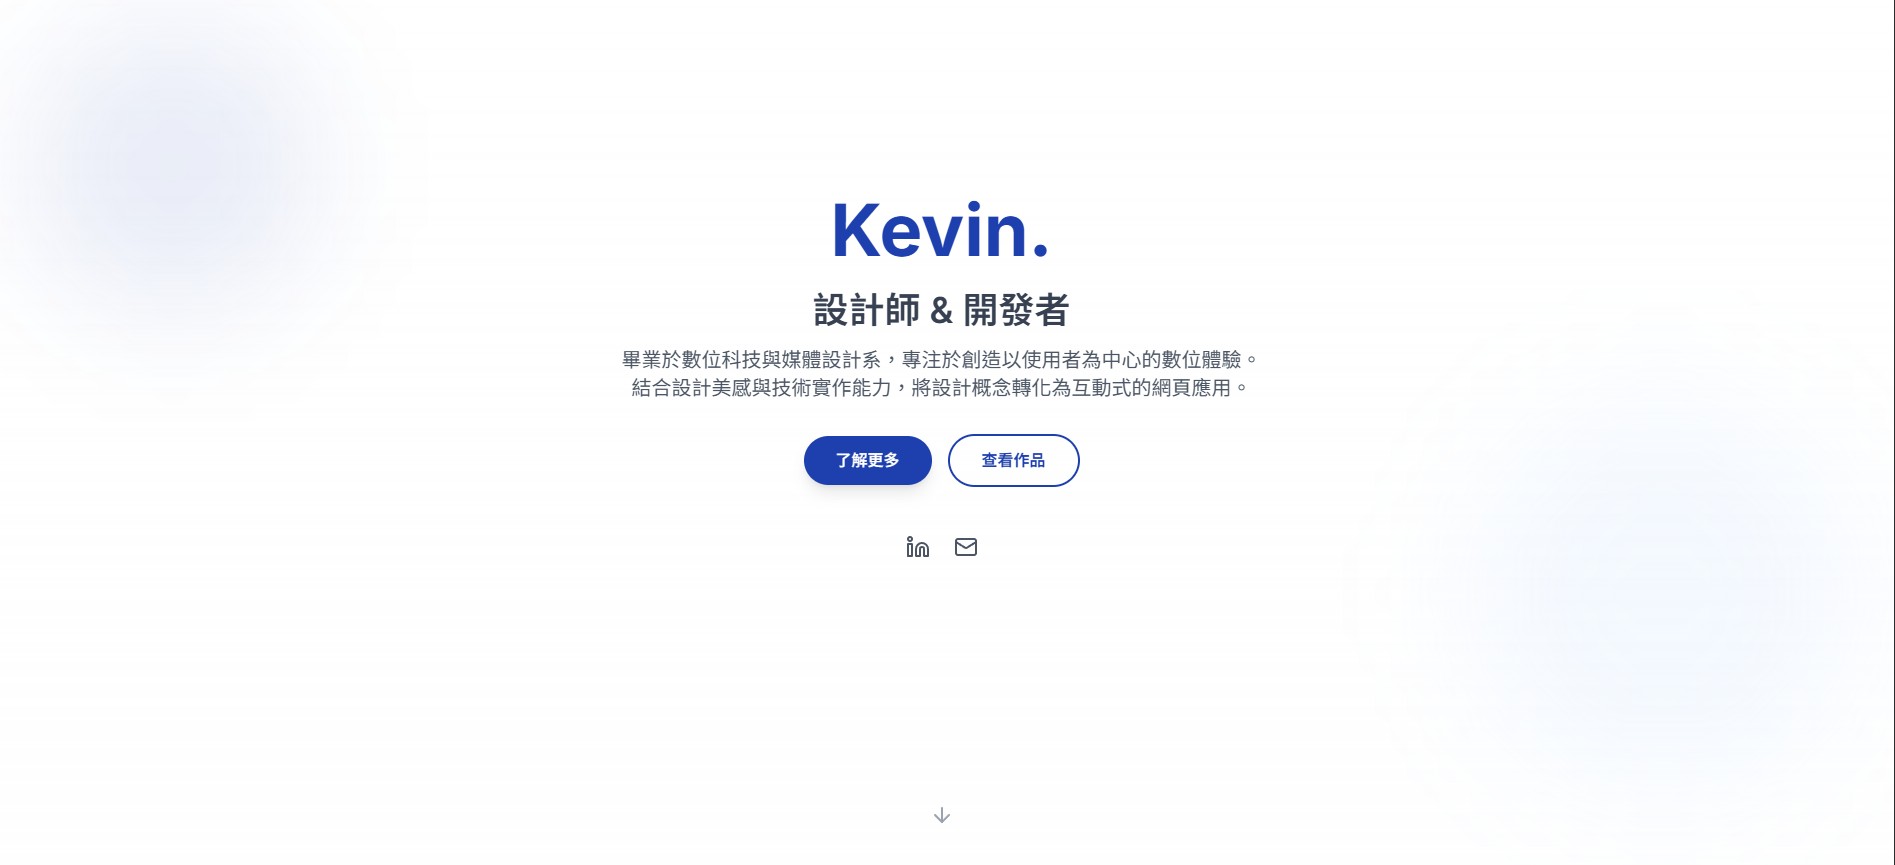 Kevin.
設計師 & 開發者
畢業於數位科技與媒體設計系，專注於創造以使用者為中心的數位體驗。
結合設計美感與技術實作能力，將設計概念轉化為互動式的網頁應用。
了解更多
查看作品